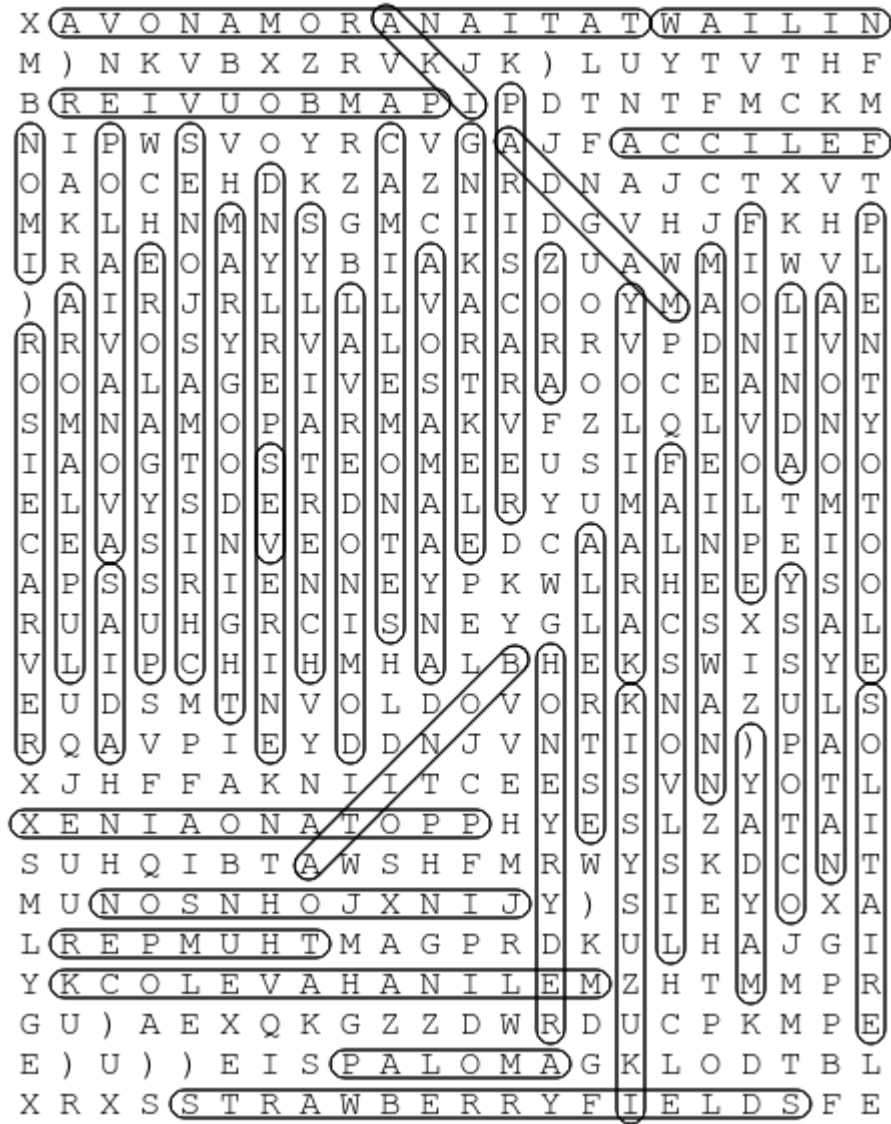 X A V O N A M O R A N A I T A T W A I L I N
M ) N K V B X Z R V K J K ) L U Y T V T H F
B R E I V U O B M A P I P D T N T F M C K M
N I P W S V O Y R C V G A J F A C C I L E F
O A O C E H D K Z A Z N R D N A J C T X V T
M K L H N M N S G M C I I D G V H J F K H P
I R A E O A Y Y B I A K S Z U A W M I W V L
) A I R J R L L L L V A C O O Y M A O L A E
R R V O S Y R V A L O R A R R V P D N I V N
O O A L A G E I V E S T R A O O C E A N O T
S M N A M O P A R M A K V F Z L Q L V D N Y
I A O G T O S T E O M E E U S I F E O A O O
E L V Y S D E R D N A L R Y U M A I L T M T
C E A S I N V E O T A E D C A A L N P E I O
A P S S R I E N N E Y P K W L R H E E Y S O
R U A U H G R C I S N E Y G L A C S X S A L
V L I P C H I H M H A L B H E K S W I S Y E
E U D S M T N V O L D O V O R K N A Z U L S
R Q A V P I E Y D D N J V N T I O N ) P A O
X J H F F A K N I I T C E E S S V N Y O T L
X E N I A O N A T O P P H Y E S L Z A T A I
S U H Q I B T A W S H F M R W Y S K D C N T
M U N O S N H O J X N I J Y ) S I E Y O X A
L R E P M U H T M A G P R D K U L H A J G I
Y K C O L E V A H A N I L E M Z H T M M P R
G U ) A E X Q K G Z Z D W R D U C P K M P E
E ) U ) ) E I S P A L O M A G K L O D T B L
X R X S S T R A W B E R R Y F I E L D S F E